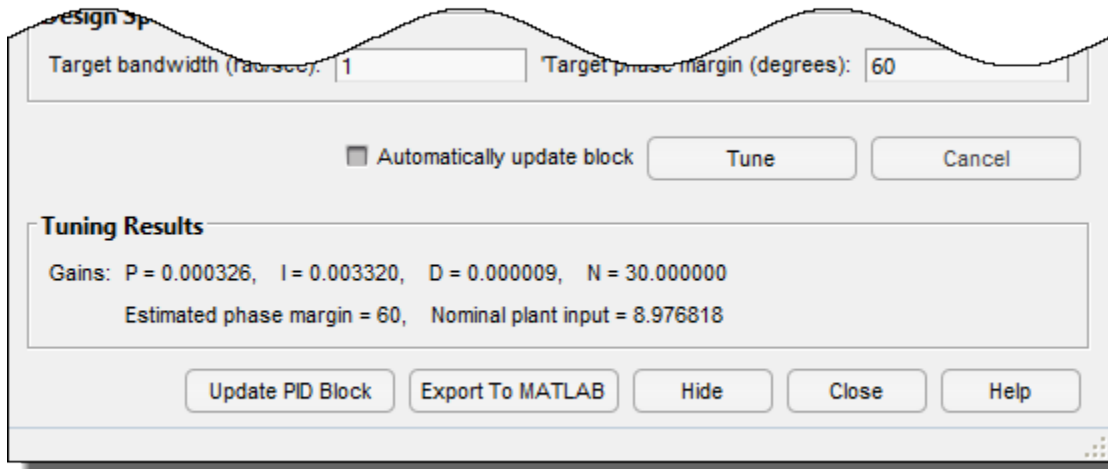 Design Sp
Target bandwidth (rad/sec): 1 Target phase margin (degrees): 60
Automatically update block Tune Cancel
Tuning Results
Gains: P = 0.000326, I = 0.003320, D = 0.000009, N = 30.000000
Estimated phase margin = 60, Nominal plant input = 8.976818
Update PID Block Export To MATLAB Hide Close Help